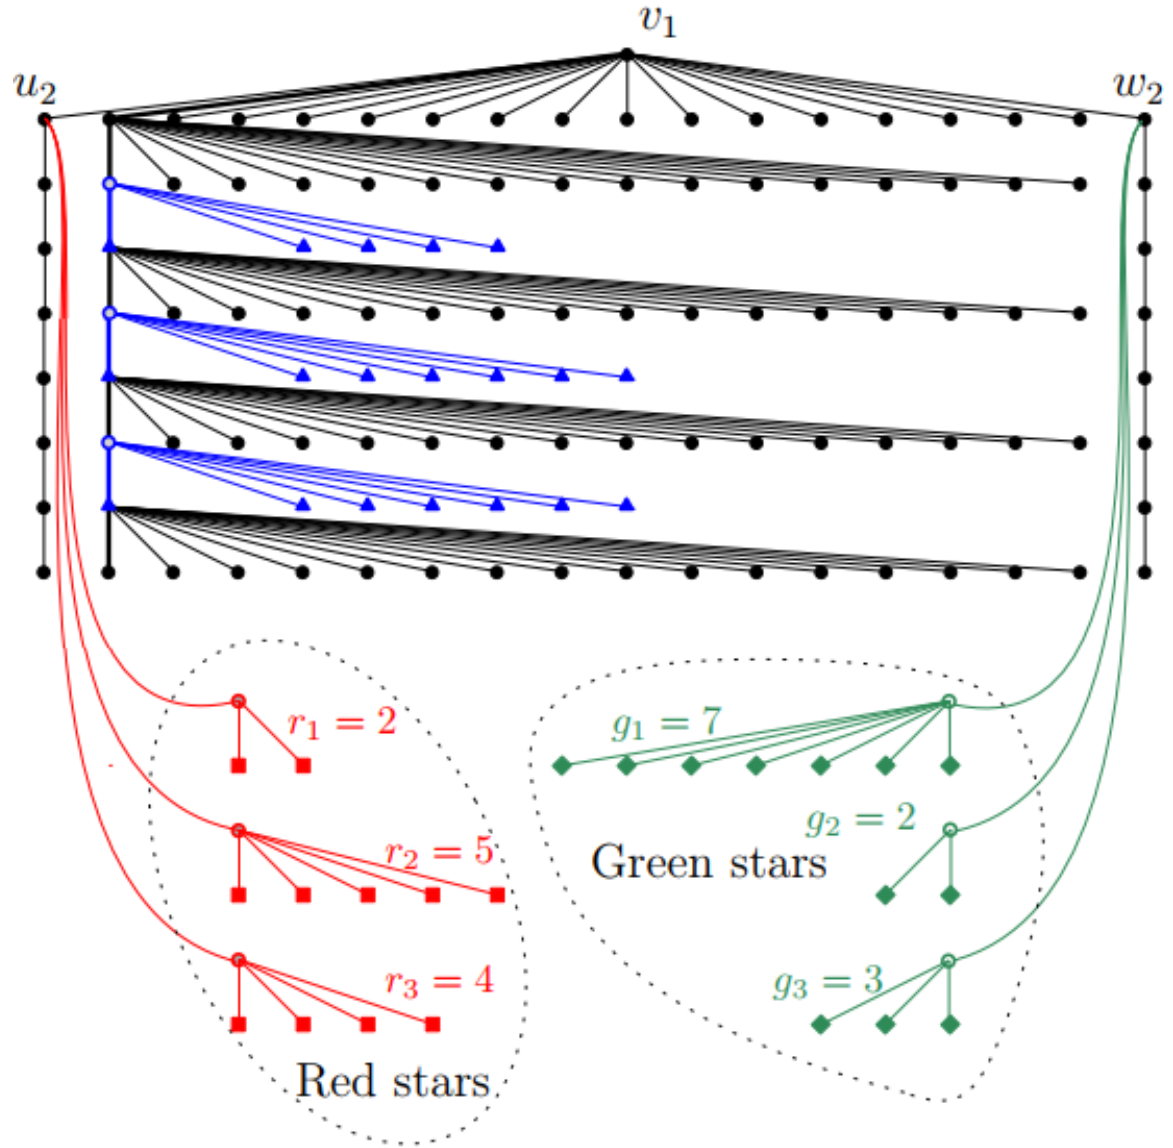 v₁
u₂
w₂
r₁ = 2
g₁ = 7
g₂ = 2
r₂ = 5
Green stars
r₃ = 4
g₃ = 3
Red stars